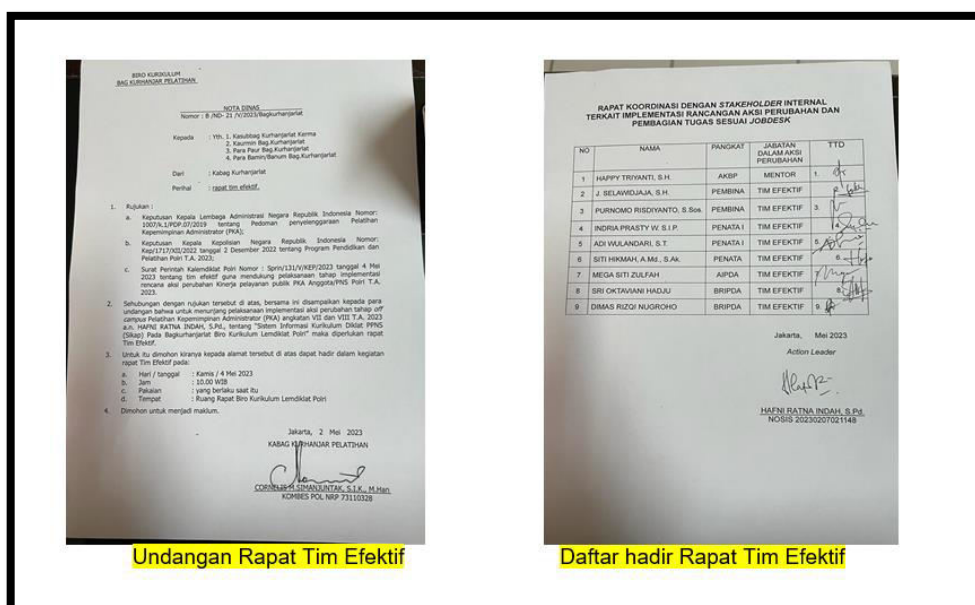 BIRO KURIKULUM
BAG KURHANJAR PELATIHAN
NOTA DINAS
Nomor : B /ND- 21 /V/2023/Bagkurhanjarlat
Kepada : Yth. 1. Kasubbag Kurhanjarlat Kerma
2. Kaurmin Bag.Kurhanjarlat
3. Para Paur Bag.Kurhanjarlat
4. Para Bamin/Banum Bag.Kurhanjarlat
Dari : Kabag Kurhanjarlat
Perihal : rapat tim efektif.
1. Rujukan :
a. Keputusan Kepala Lembaga Administrasi Negara Republik Indonesia Nomor:
1007/k.1/PDP.07/2019 tentang Pedoman penyelenggaraan Pelatihan
Kepemimpinan Administrator (PKA);
b. Keputusan Kepala Kepolisian Negara Republik Indonesia Nomor:
Kep/1717/XII/2022 tanggal 2 Desember 2022 tentang Program Pendidikan dan
Pelatihan Polri T.A. 2023;
c. Surat Perintah Kalemdiklat Polri Nomor : Sprin/131/V/KEP/2023 tanggal 4 Mei
2023 tentang tim efektif guna mendukung pelaksanaan tahap implementasi
rencana aksi perubahan Kinerja pelayanan publik PKA Anggota/PNS Polri T.A.
2023.
2. Sehubungan dengan rujukan tersebut di atas, bersama ini disampaikan kepada para
undangan bahwa untuk menunjang pelaksanaan implementasi aksi perubahan tahap off
campus Pelatihan Kepemimpinan Administrator (PKA) angkatan VII dan VIII T.A. 2023
a.n. HAFNI RATNA INDAH, S.Pd., tentang "Sistem Informasi Kurikulum Diklat PPNS
(Sikap) Pada Bagkurhanjarlat Biro Kurikulum Lemdiklat Polri" maka diperlukan rapat
Tim Efektif.
3. Untuk itu dimohon kiranya kepada alamat tersebut di atas dapat hadir dalam kegiatan
rapat Tim Efektif pada:
a. Hari / tanggal : Kamis / 4 Mei 2023
b. Jam : 10.00 WIB
c. Pakaian : yang berlaku saat itu
d. Tempat : Ruang Rapat Biro Kurikulum Lemdiklat Polri
4. Dimohon untuk menjadi maklum.
Jakarta, 2 Mei 2023
KABAG KURHANJAR PELATIHAN
CORNELIS M.SIMANJUNTAK, S.I.K., M.Han
KOMBES POL NRP 73110328
Undangan Rapat Tim Efektif
RAPAT KOORDINASI DENGAN STAKEHOLDER INTERNAL
TERKAIT IMPLEMENTASI RANCANGAN AKSI PERUBAHAN DAN
PEMBAGIAN TUGAS SESUAI JOBDESK
NO NAMA PANGKAT JABATAN DALAM AKSI PERUBAHAN TTD
1 HAPPY TRIYANTI, S.H. AKBP MENTOR 1.
2 J. SELAWIDJAJA, S.H. PEMBINA TIM EFEKTIF 2.
3 PURNOMO RISDIYANTO, S.Sos PEMBINA TIM EFEKTIF 3.
4 INDRIA PRASTY W. S.I.P. PENATA I TIM EFEKTIF 4.
5 ADI WULANDARI, S.T. PENATA I TIM EFEKTIF 5.
6 SITI HIKMAH, A.Md., S.Ak. PENATA TIM EFEKTIF 6.
7 MEGA SITI ZULFAH AIPDA TIM EFEKTIF 7
8 SRI OKTAVIANI HADJU BRIPDA TIM EFEKTIF 8.
9 DIMAS RIZQI NUGROHO BRIPDA TIM EFEKTIF 9.
Jakarta, Mei 2023
Action Leader
HAFNI RATNA INDAH, S.Pd.
NOSIS 20230207021148
Daftar hadir Rapat Tim Efektif